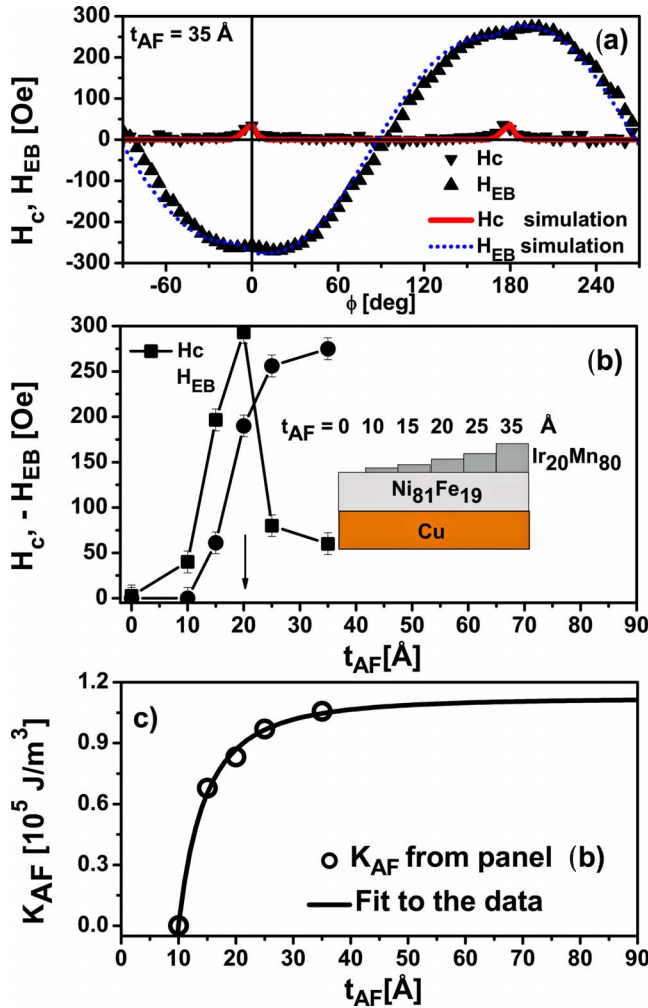 300
200
100
0
-100
-200
-300
H_c, H_EB [Oe]
t_AF = 35 Å
(a)
Hc
H_EB
Hc simulation
H_EB simulation
-60 0 60 120 180 240
ϕ [deg]
300
250
200
150
100
50
0
H_c, - H_EB [Oe]
Hc
H_EB
(b)
t_AF = 0 10 15 20 25 35 Å
Ir20Mn80
Ni81Fe19
Cu
0 10 20 30 40 50 60 70 80 90
t_AF[Å]
1.2
0.9
0.6
0.3
0.0
K_AF [10^5 J/m^3]
c)
K_AF from panel (b)
Fit to the data
0 10 20 30 40 50 60 70 80 90
t_AF[Å]